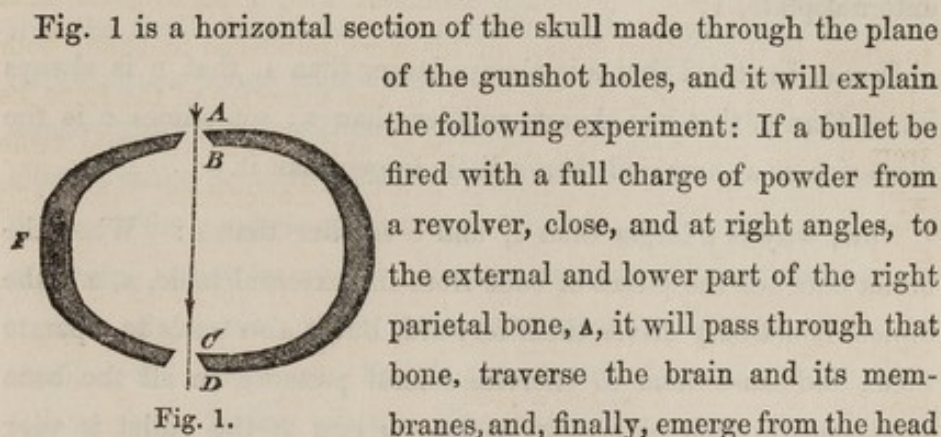 Fig. 1 is a horizontal section of the skull made through the plane
of the gunshot holes, and it will explain
the following experiment: If a bullet be
fired with a full charge of powder from
a revolver, close, and at right angles, to
the external and lower part of the right
parietal bone, A, it will pass through that
bone, traverse the brain and its mem-
branes, and, finally, emerge from the head
A
B
F
C
D
Fig. 1.